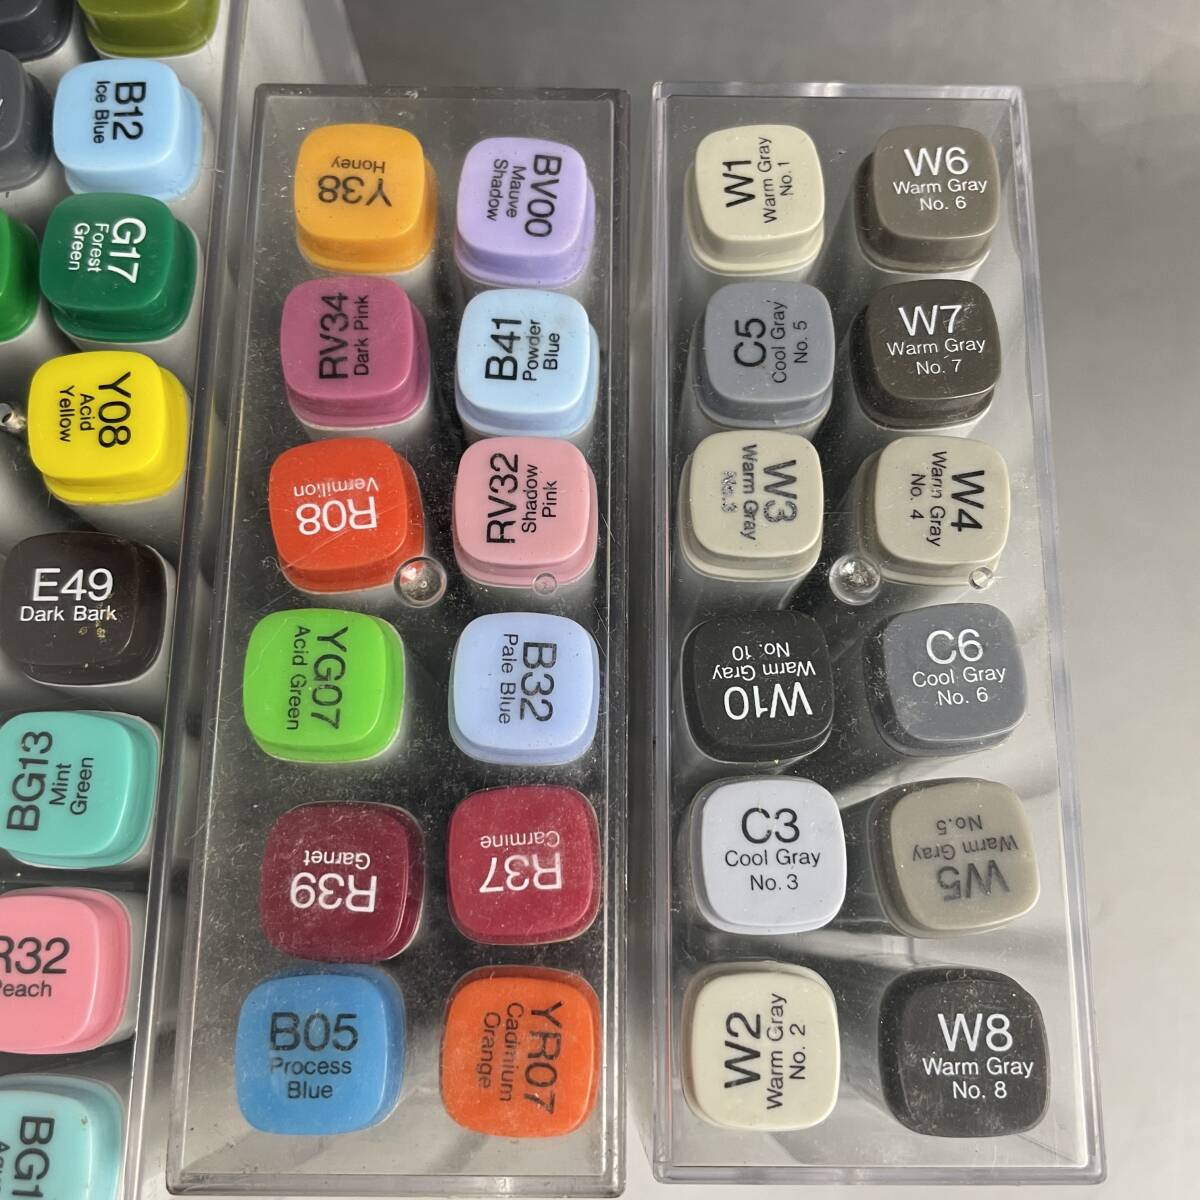 B12
Ice Blue
G17
Forest
Green
Y08
Acid
Yellow
E49
Dark Bark
BG13
Mint
Green
R32
Peach
BG1
Y38
Honey
BV00
Mauve
Shadow
RV34
Dark Pink
B41
Powder
Blue
R08
Vermilion
RV32
Shadow
Pink
YG07
Acid Green
B32
Pale Blue
R39
Garnet
R37
Carmine
B05
Process
Blue
YR07
Cadmium
Orange
W1
Warm Gray
No. 1
W6
Warm Gray
No. 6
C5
Cool Gray
No. 5
W7
Warm Gray
No. 7
W3
Warm Gray
No.3
W4
Warm Gray
No. 4
W10
Warm Gray
No. 10
C6
Cool Gray
No. 6
C3
Cool Gray
No. 3
W5
Warm Gray
No.5
W2
Warm Gray
No. 2
W8
Warm Gray
No. 8